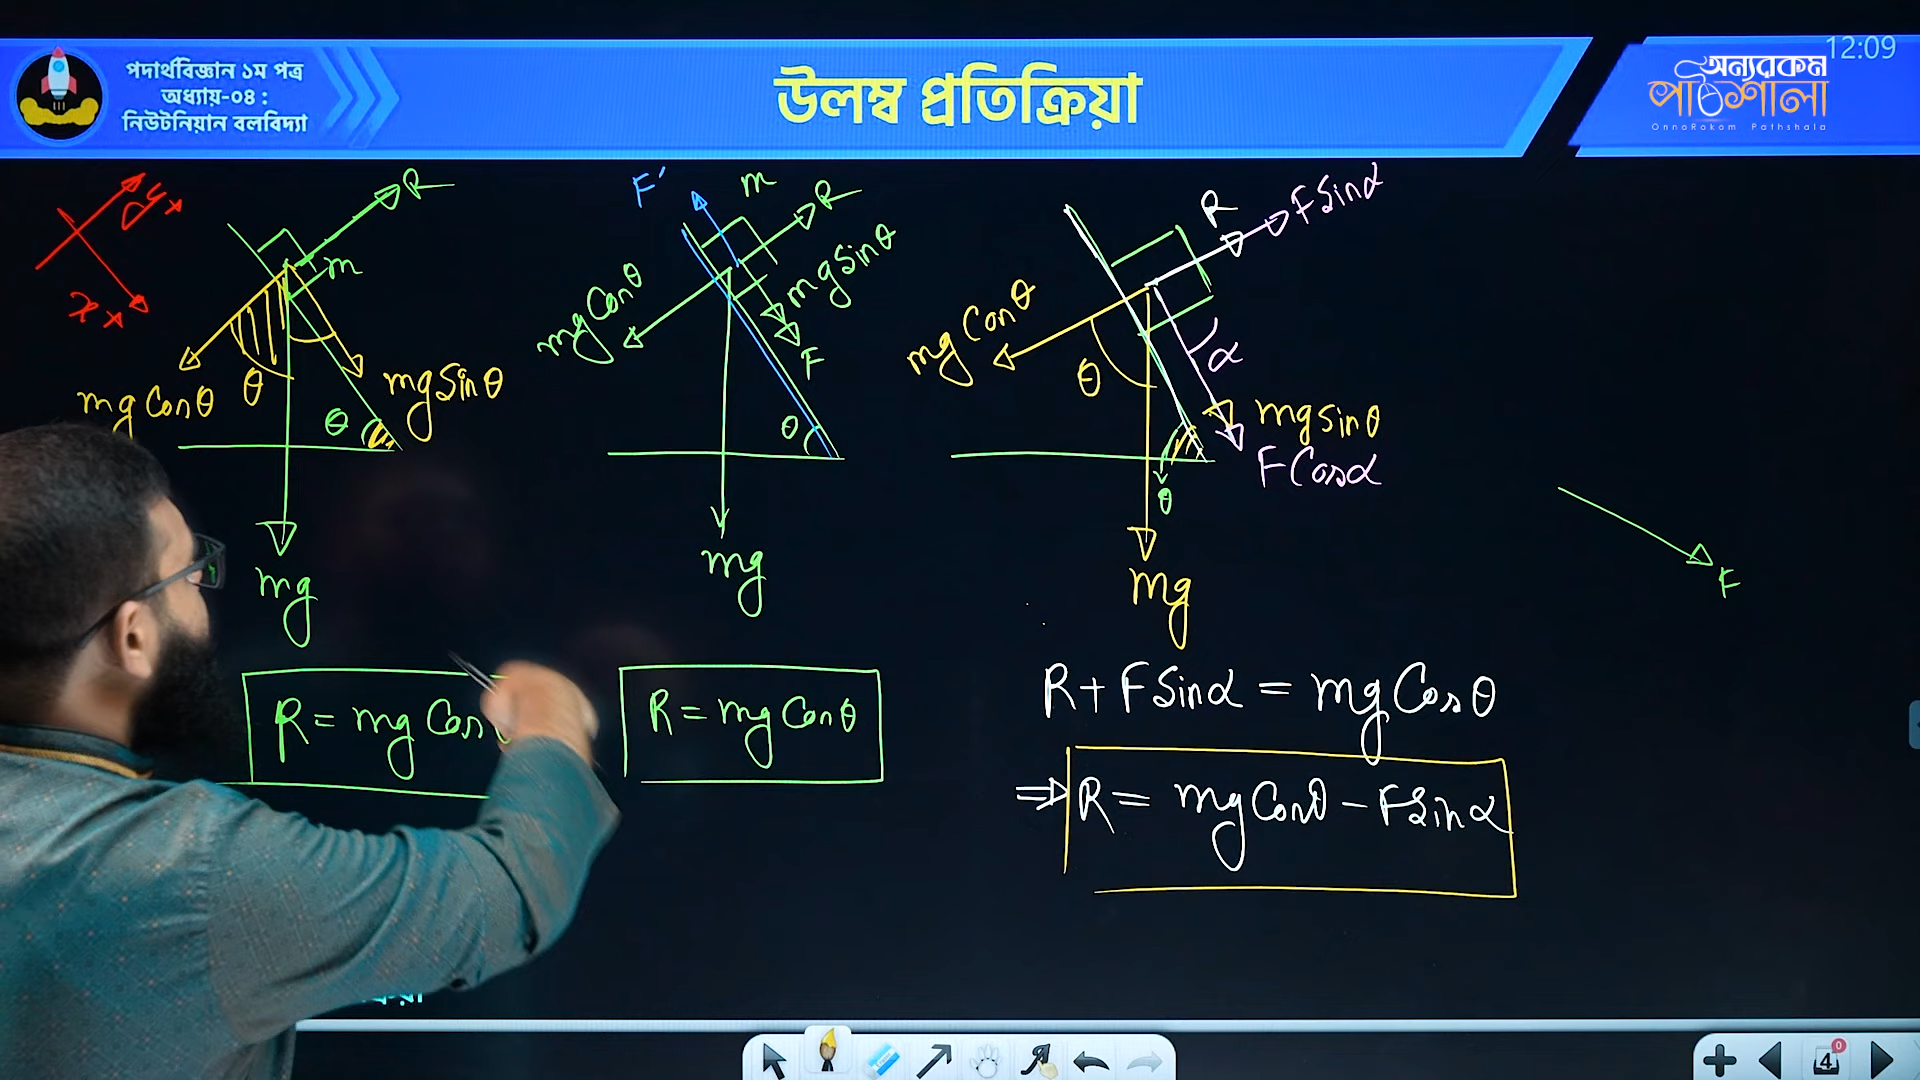 12:09
পদার্থবিজ্ঞান ১ম পত্র
অধ্যায়-০৪ :
নিউটনিয়ান বলবিদ্যা
উলম্ব প্রতিক্রিয়া
অন্যরকম
পাঠশালা
OnnoRokom Pathshala
y
x
R
m
mg Cosθ
θ
mg Sinθ
θ
mg
R = mg Cos
F'
m
R
mg Sinθ
mg Cosθ
F
θ
mg
R = mg Cosθ
R
F Sinα
mg Cosθ
θ
α
mg Sinθ
F Cosα
θ
mg
F
R + F Sinα = mg Cosθ
⇒ R = mg Cosθ - F Sinα
4
0